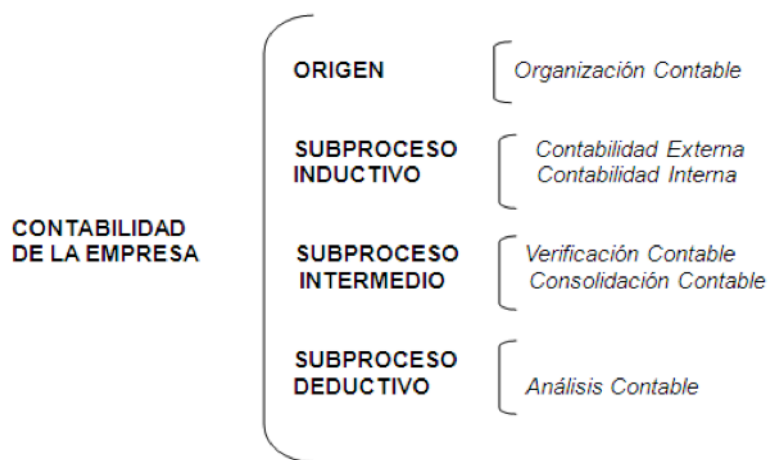 ORIGEN
Organización Contable
SUBPROCESO
INDUCTIVO
Contabilidad Externa
Contabilidad Interna
CONTABILIDAD
DE LA EMPRESA
SUBPROCESO
INTERMEDIO
Verificación Contable
Consolidación Contable
SUBPROCESO
DEDUCTIVO
Análisis Contable